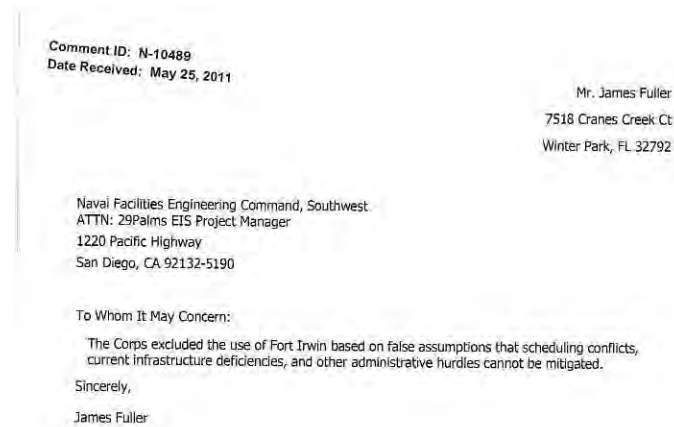 Comment ID: N-10489
Date Received: May 25, 2011
Mr. James Fuller
7518 Cranes Creek Ct
Winter Park, FL 32792
Naval Facilities Engineering Command, Southwest
ATTN: 29Palms EIS Project Manager
1220 Pacific Highway
San Diego, CA 92132-5190
To Whom It May Concern:
The Corps excluded the use of Fort Irwin based on false assumptions that scheduling conflicts,
current infrastructure deficiencies, and other administrative hurdles cannot be mitigated.
Sincerely,
James Fuller